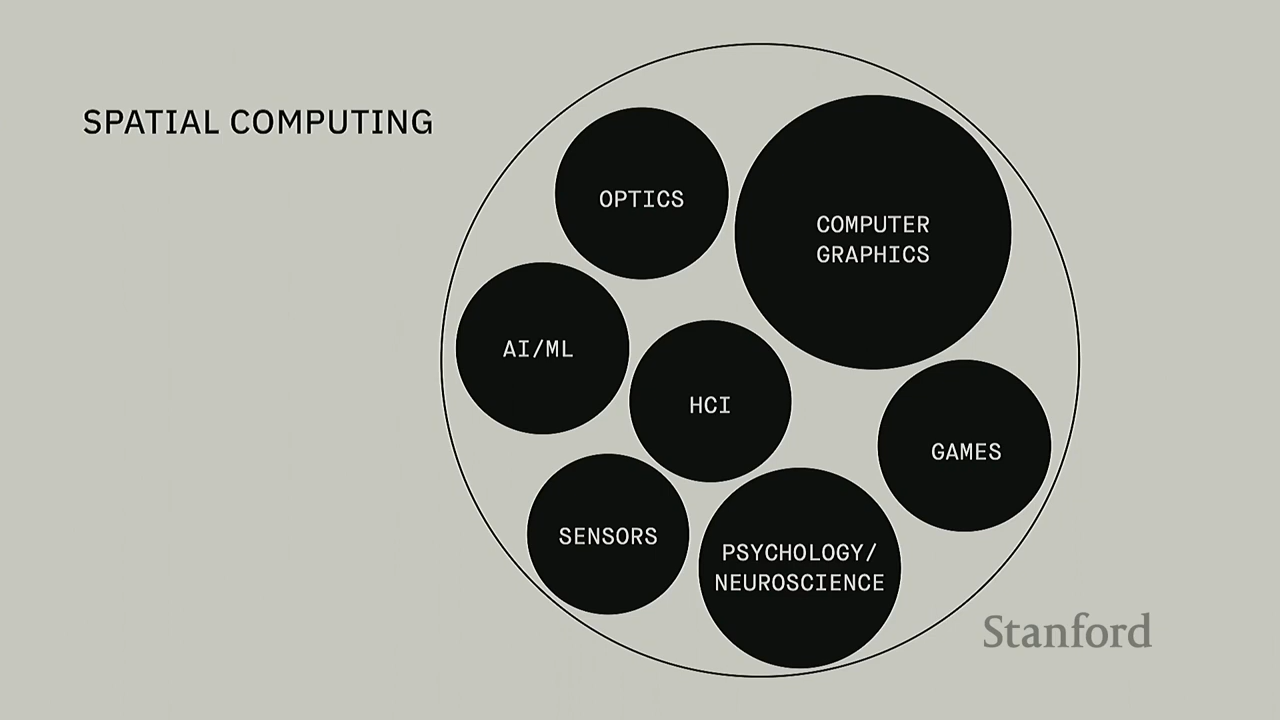 SPATIAL COMPUTING
OPTICS
COMPUTER
GRAPHICS
AI/ML
HCI
GAMES
SENSORS
PSYCHOLOGY/
NEUROSCIENCE
Stanford